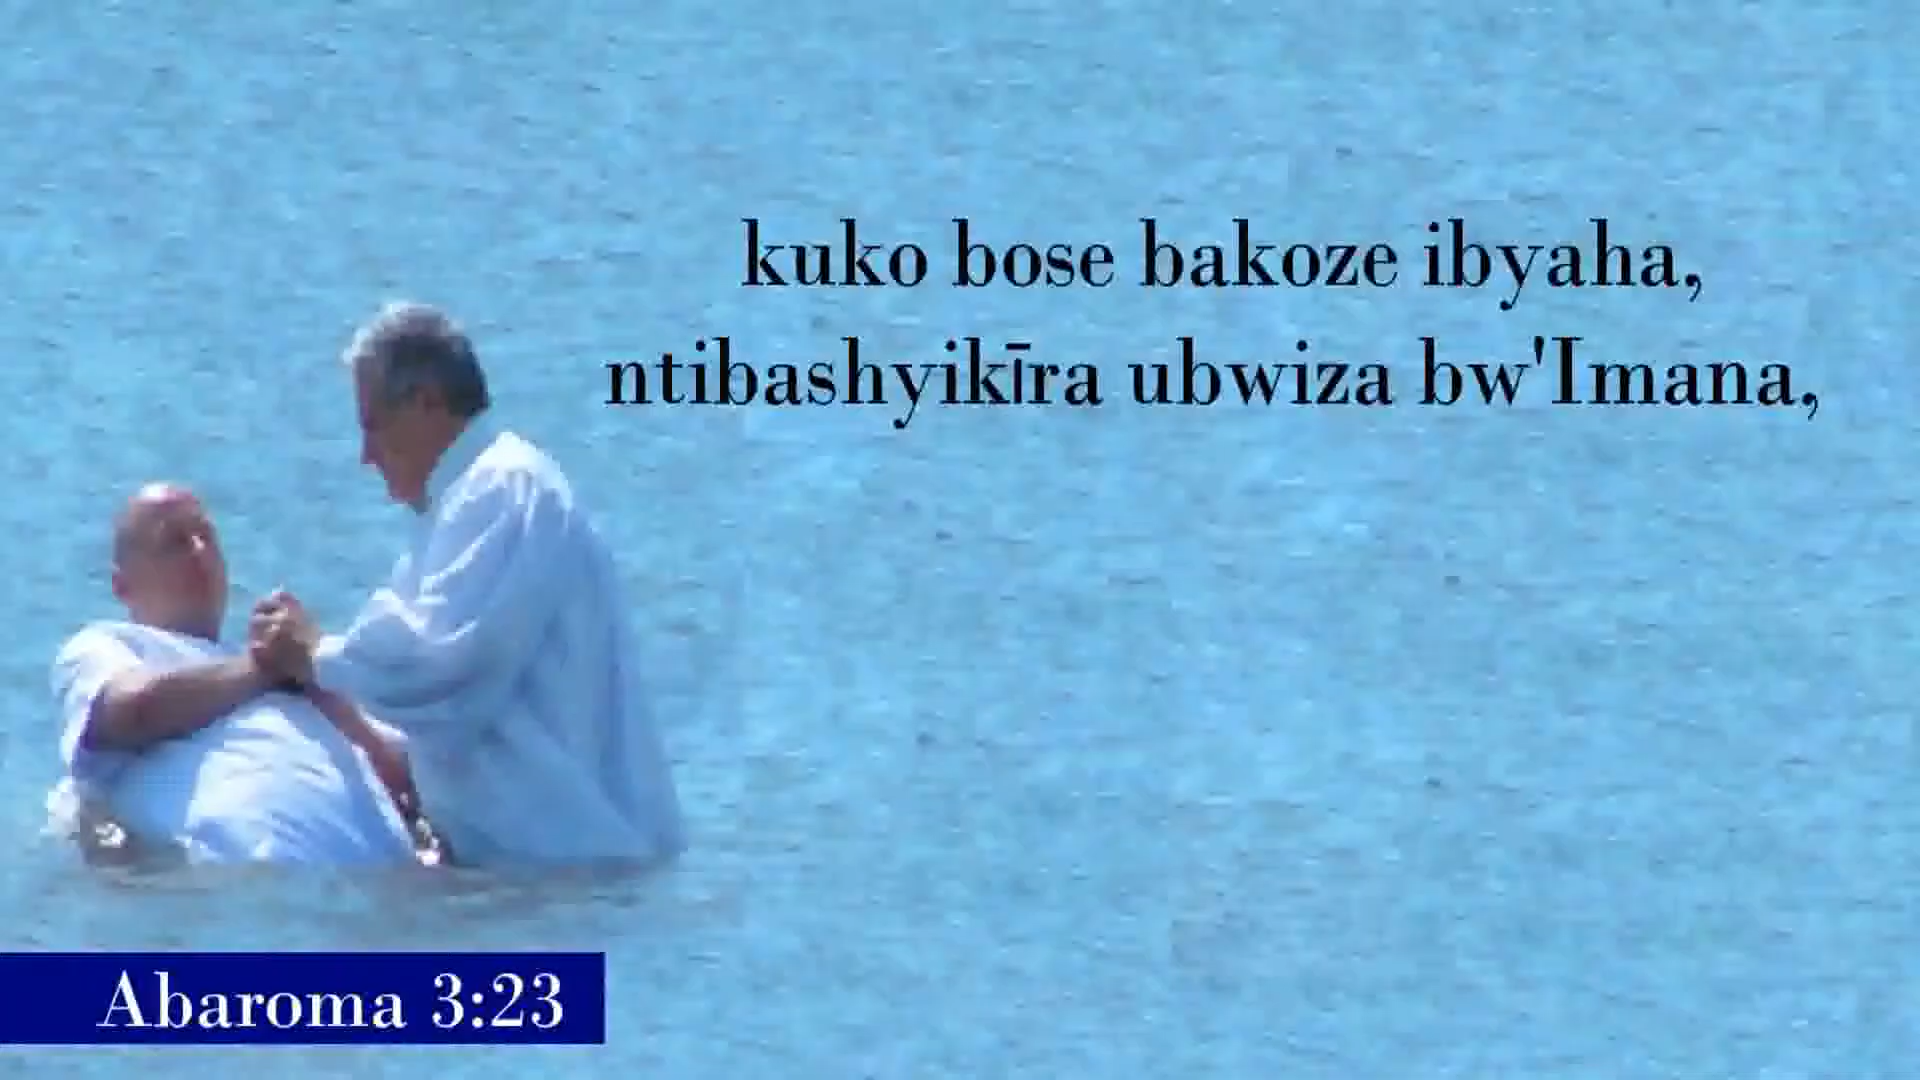 kuko bose bakoze ibyaha,
ntibashyikīra ubwiza bw'Imana,
Abaroma 3:23